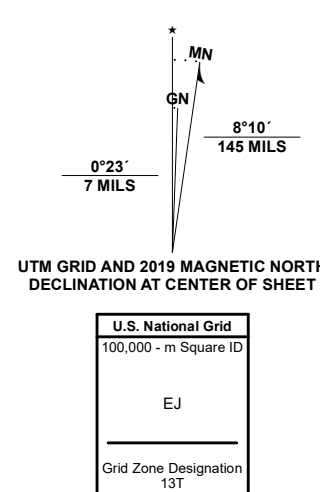 ★
MN
GN
8°10´
145 MILS
0°23´
7 MILS
UTM GRID AND 2019 MAGNETIC NORTH
DECLINATION AT CENTER OF SHEET
U.S. National Grid
100,000 - m Square ID
EJ
Grid Zone Designation
13T